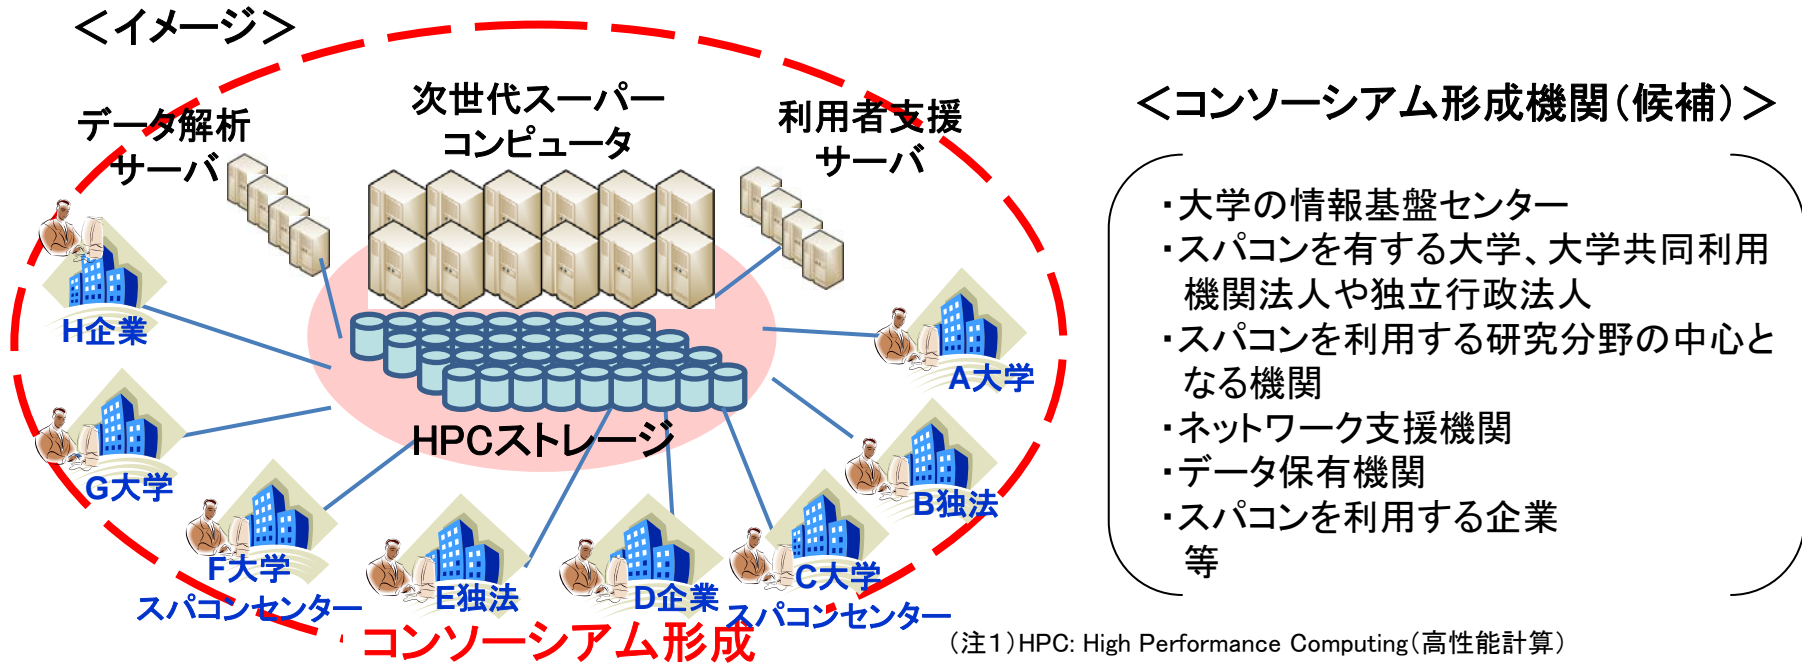 ＜イメージ＞
データ解析
サーバ
次世代スーパー
コンピュータ
利用者支援
サーバ
H企業
A大学
HPCストレージ
G大学
B独法
F大学
スパコンセンター
E独法
D企業
C大学
スパコンセンター
コンソーシアム形成
＜コンソーシアム形成機関（候補）＞
・大学の情報基盤センター
・スパコンを有する大学、大学共同利用
機関法人や独立行政法人
・スパコンを利用する研究分野の中心と
なる機関
・ネットワーク支援機関
・データ保有機関
・スパコンを利用する企業
等
（注１）HPC: High Performance Computing（高性能計算）